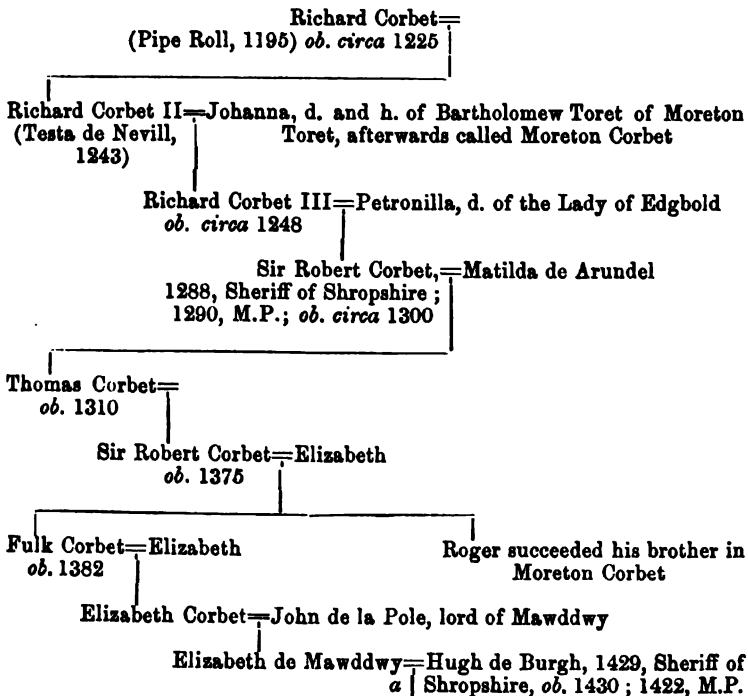 Richard Corbet=
(Pipe Roll, 1195) ob. circa 1225
Richard Corbet II=Johanna, d. and h. of Bartholomew Toret of Moreton
(Testa de Nevill, Toret, afterwards called Moreton Corbet
1243)
Richard Corbet III=Petronilla, d. of the Lady of Edgbold
ob. circa 1248
Sir Robert Corbet,=Matilda de Arundel
1288, Sheriff of Shropshire;
1290, M.P.; ob. circa 1300
Thomas Corbet=
ob. 1310
Sir Robert Corbet=Elizabeth
ob. 1375
Fulk Corbet=Elizabeth Roger succeeded his brother in
ob. 1382 Moreton Corbet
Elizabeth Corbet=John de la Pole, lord of Mawddwy
Elizabeth de Mawddwy=Hugh de Burgh, 1429, Sheriff of
a Shropshire, ob. 1430: 1422, M.P.